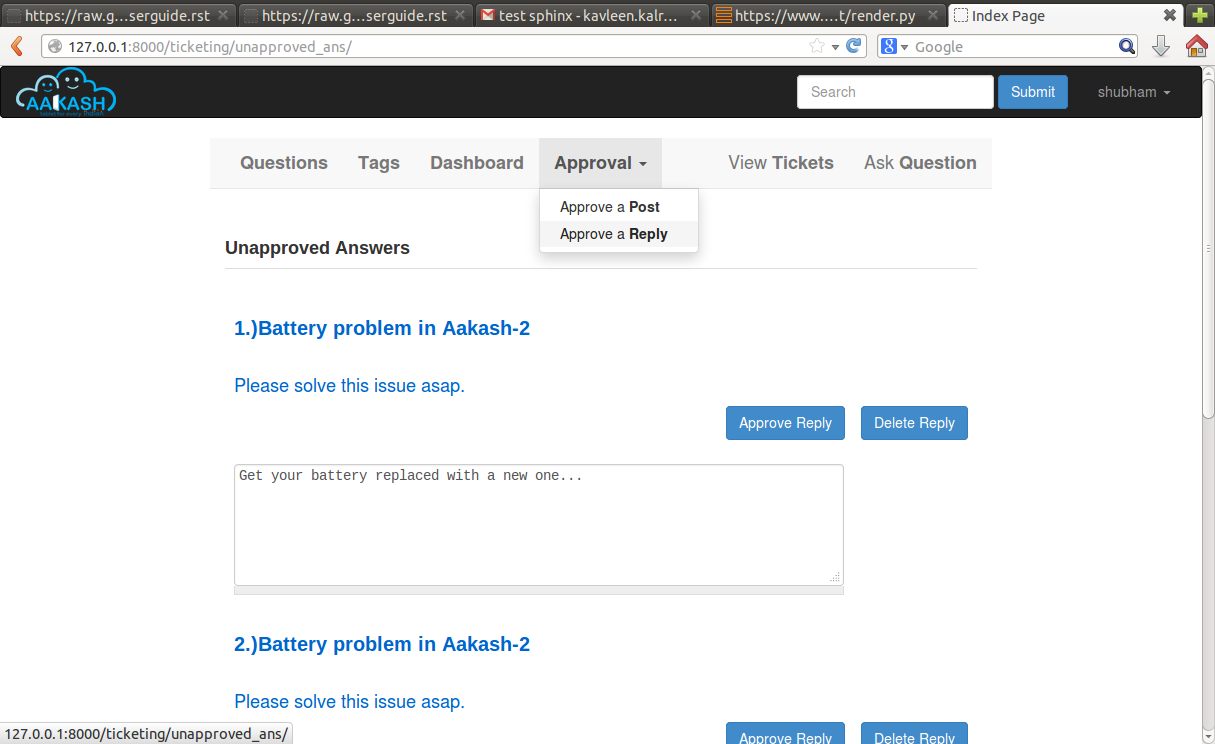 https://raw.g...serguide.rst
https://raw.g...serguide.rst
test sphinx - kavleen.kalr...
https://www....t/render.py
Index Page
127.0.0.1:8000/ticketing/unapproved_ans/
Google
AAKASH
Search
Submit
shubham
Questions
Tags
Dashboard
Approval
View Tickets
Ask Question
Approve a Post
Approve a Reply
Unapproved Answers
1.)Battery problem in Aakash-2
Please solve this issue asap.
Approve Reply
Delete Reply
Get your battery replaced with a new one...
2.)Battery problem in Aakash-2
Please solve this issue asap.
Approve Reply
Delete Reply
127.0.0.1:8000/ticketing/unapproved_ans/